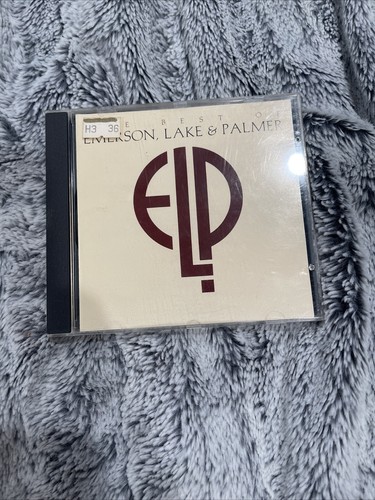 H3 36
E BEST OF
EMERSON, LAKE & PALMER
ELP